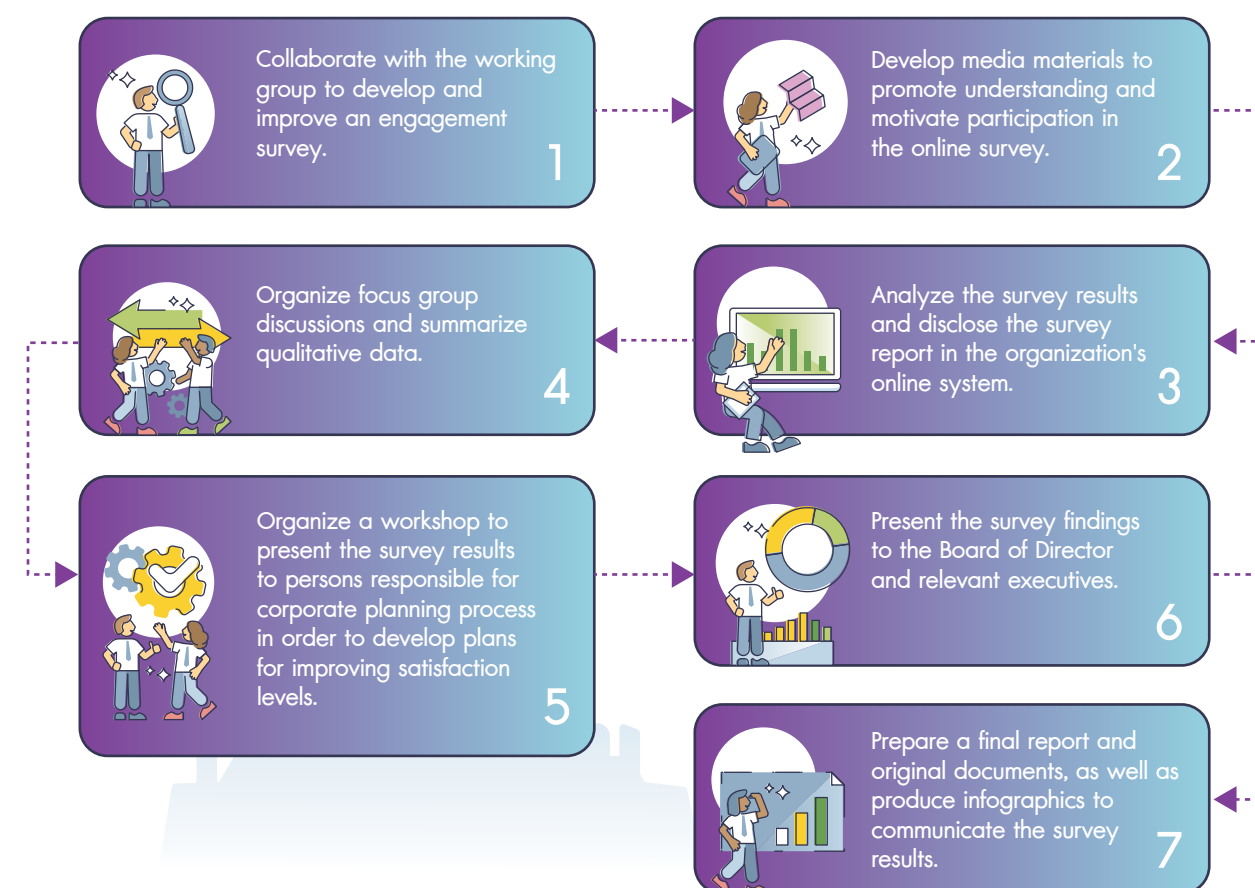 Collaborate with the working
group to develop and
improve an engagement
survey.
1
Develop media materials to
promote understanding and
motivate participation in
the online survey.
2
Analyze the survey results
and disclose the survey
report in the organization's
online system.
3
Organize focus group
discussions and summarize
qualitative data.
4
Organize a workshop to
present the survey results
to persons responsible for
corporate planning process
in order to develop plans
for improving satisfaction
levels.
5
Present the survey findings
to the Board of Director
and relevant executives.
6
Prepare a final report and
original documents, as well as
produce infographics to
communicate the survey
results.
7